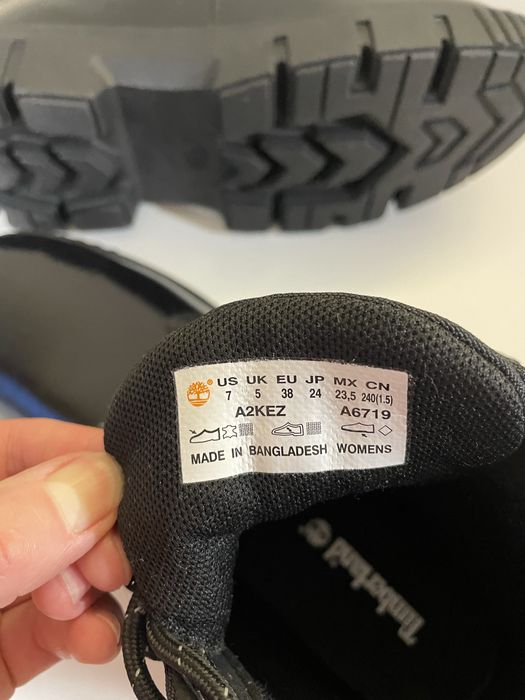 US UK EU JP MX CN
7 5 38 24 23,5 240(1.5)
A2KEZ A6719
MADE IN BANGLADESH WOMENS
Timberland